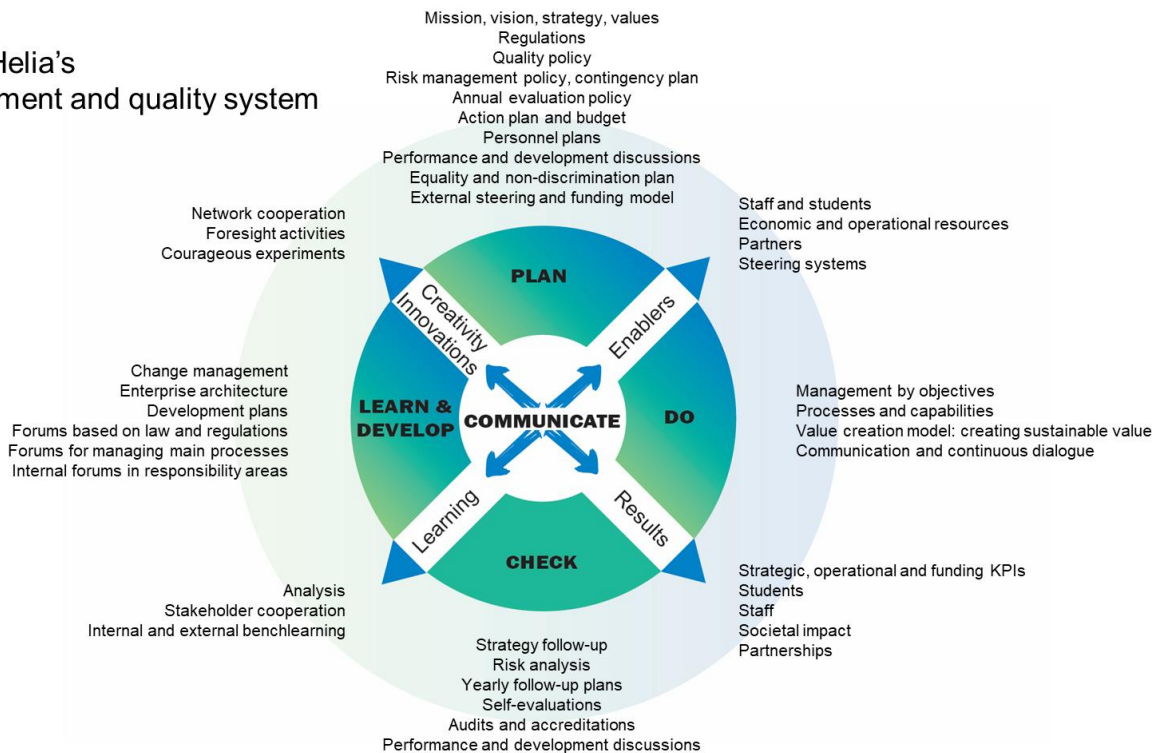 Helia's
ment and quality system
Mission, vision, strategy, values
Regulations
Quality policy
Risk management policy, contingency plan
Annual evaluation policy
Action plan and budget
Personnel plans
Performance and development discussions
Equality and non-discrimination plan
External steering and funding model
Network cooperation
Foresight activities
Courageous experiments
Staff and students
Economic and operational resources
Partners
Steering systems
PLAN
Creativity
Innovations
Enablers
Change management
Enterprise architecture
Development plans
Forums based on law and regulations
Forums for managing main processes
Internal forums in responsibility areas
LEARN &
DEVELOP
COMMUNICATE
DO
Management by objectives
Processes and capabilities
Value creation model: creating sustainable value
Communication and continuous dialogue
Learning
Results
CHECK
Analysis
Stakeholder cooperation
Internal and external benchlearning
Strategic, operational and funding KPIs
Students
Staff
Societal impact
Partnerships
Strategy follow-up
Risk analysis
Yearly follow-up plans
Self-evaluations
Audits and accreditations
Performance and development discussions